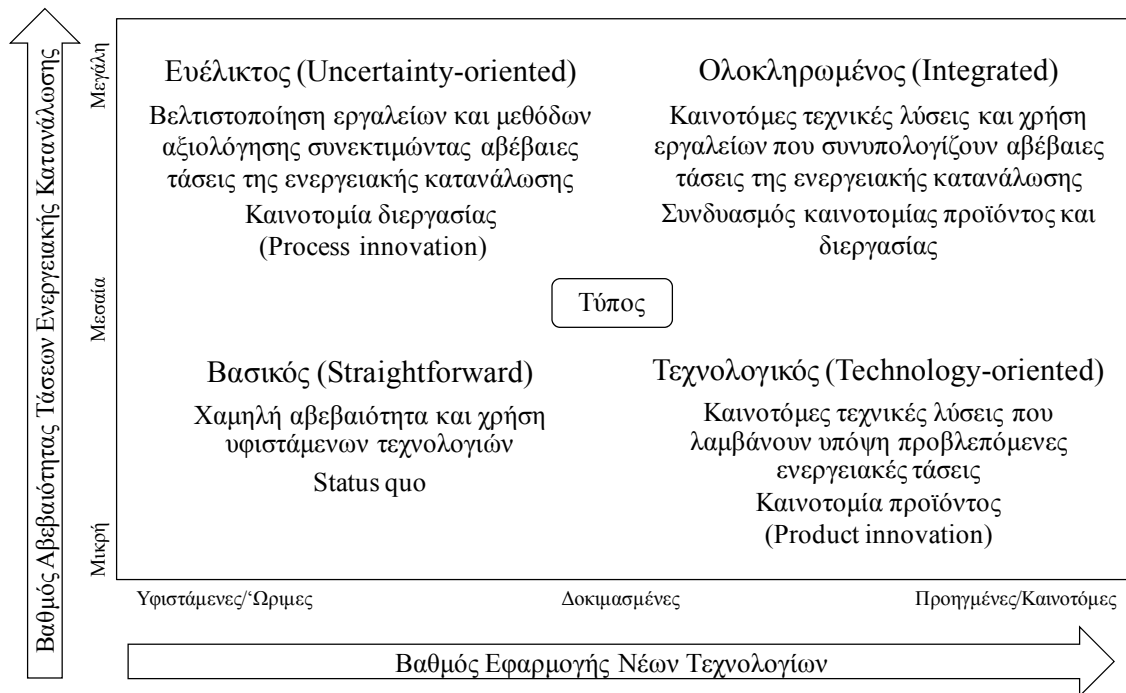 Βαθμός Αβεβαιότητας Τάσεων Ενεργειακής Κατανάλωσης
Μεγάλη
Μεσαία
Μικρή
Ευέλικτος (Uncertainty-oriented)
Βελτιστοποίηση εργαλείων και μεθόδων
αξιολόγησης συνεκτιμώντας αβέβαιες
τάσεις της ενεργειακής κατανάλωσης
Καινοτομία διεργασίας
(Process innovation)
Ολοκληρωμένος (Integrated)
Καινοτόμες τεχνικές λύσεις και χρήση
εργαλείων που συνυπολογίζουν αβέβαιες
τάσεις της ενεργειακής κατανάλωσης
Συνδυασμός καινοτομίας προϊόντος και
διεργασίας
Τύπος
Βασικός (Straightforward)
Χαμηλή αβεβαιότητα και χρήση
υφιστάμενων τεχνολογιών
Status quo
Τεχνολογικός (Technology-oriented)
Καινοτόμες τεχνικές λύσεις που
λαμβάνουν υπόψη προβλεπόμενες
ενεργειακές τάσεις
Καινοτομία προϊόντος
(Product innovation)
Υφιστάμενες/‘Ωριμες
Δοκιμασμένες
Προηγμένες/Καινοτόμες
Βαθμός Εφαρμογής Νέων Τεχνολογίων